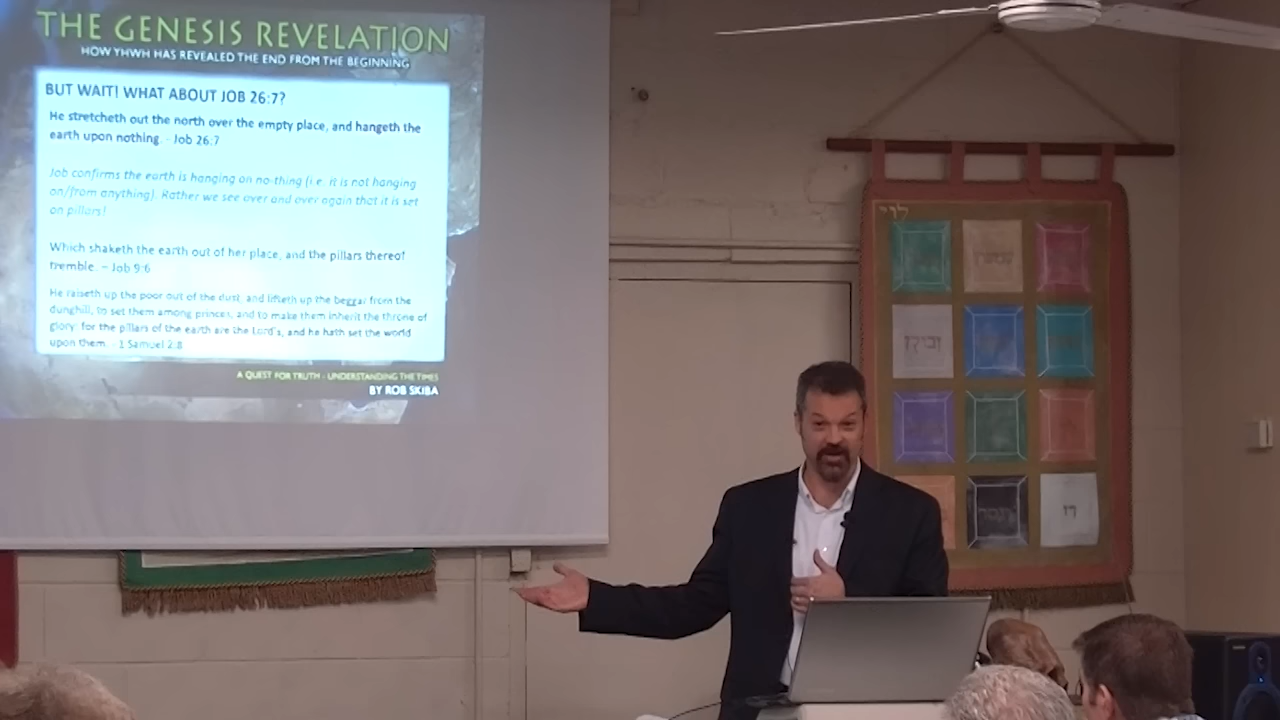 THE GENESIS REVELATION
HOW YHWH HAS REVEALED THE END FROM THE BEGINNING
BUT WAIT! WHAT ABOUT JOB 26:7?
He stretcheth out the north over the empty place, and hangeth the
earth upon nothing. - Job 26:7
Job confirms the earth is hanging on no-thing (i.e. it is not hanging
on/from anything). Rather we see over and over again that it is set
on pillars!
Which shaketh the earth out of her place, and the pillars thereof
tremble. – Job 9:6
He raiseth up the poor out of the dust, and lifteth up the beggar from the
dunghill, to set them among princes, and to make them inherit the throne of
glory: for the pillars of the earth are the Lord's, and he hath set the world
upon them. - 1 Samuel 2:8
A QUEST FOR TRUTH - UNDERSTANDING THE TIMES
BY ROB SKIBA
לוי